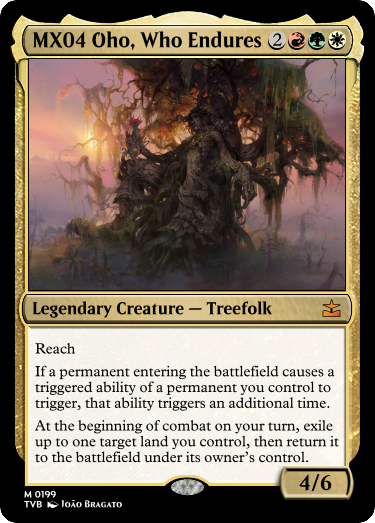 MX04 Oho, Who Endures 2
Legendary Creature — Treefolk
Reach
If a permanent entering the battlefield causes a
triggered ability of a permanent you control to
trigger, that ability triggers an additional time.
At the beginning of combat on your turn, exile
up to one target land you control, then return it
to the battlefield under its owner's control.
4/6
M 0199
TVB João Bragato